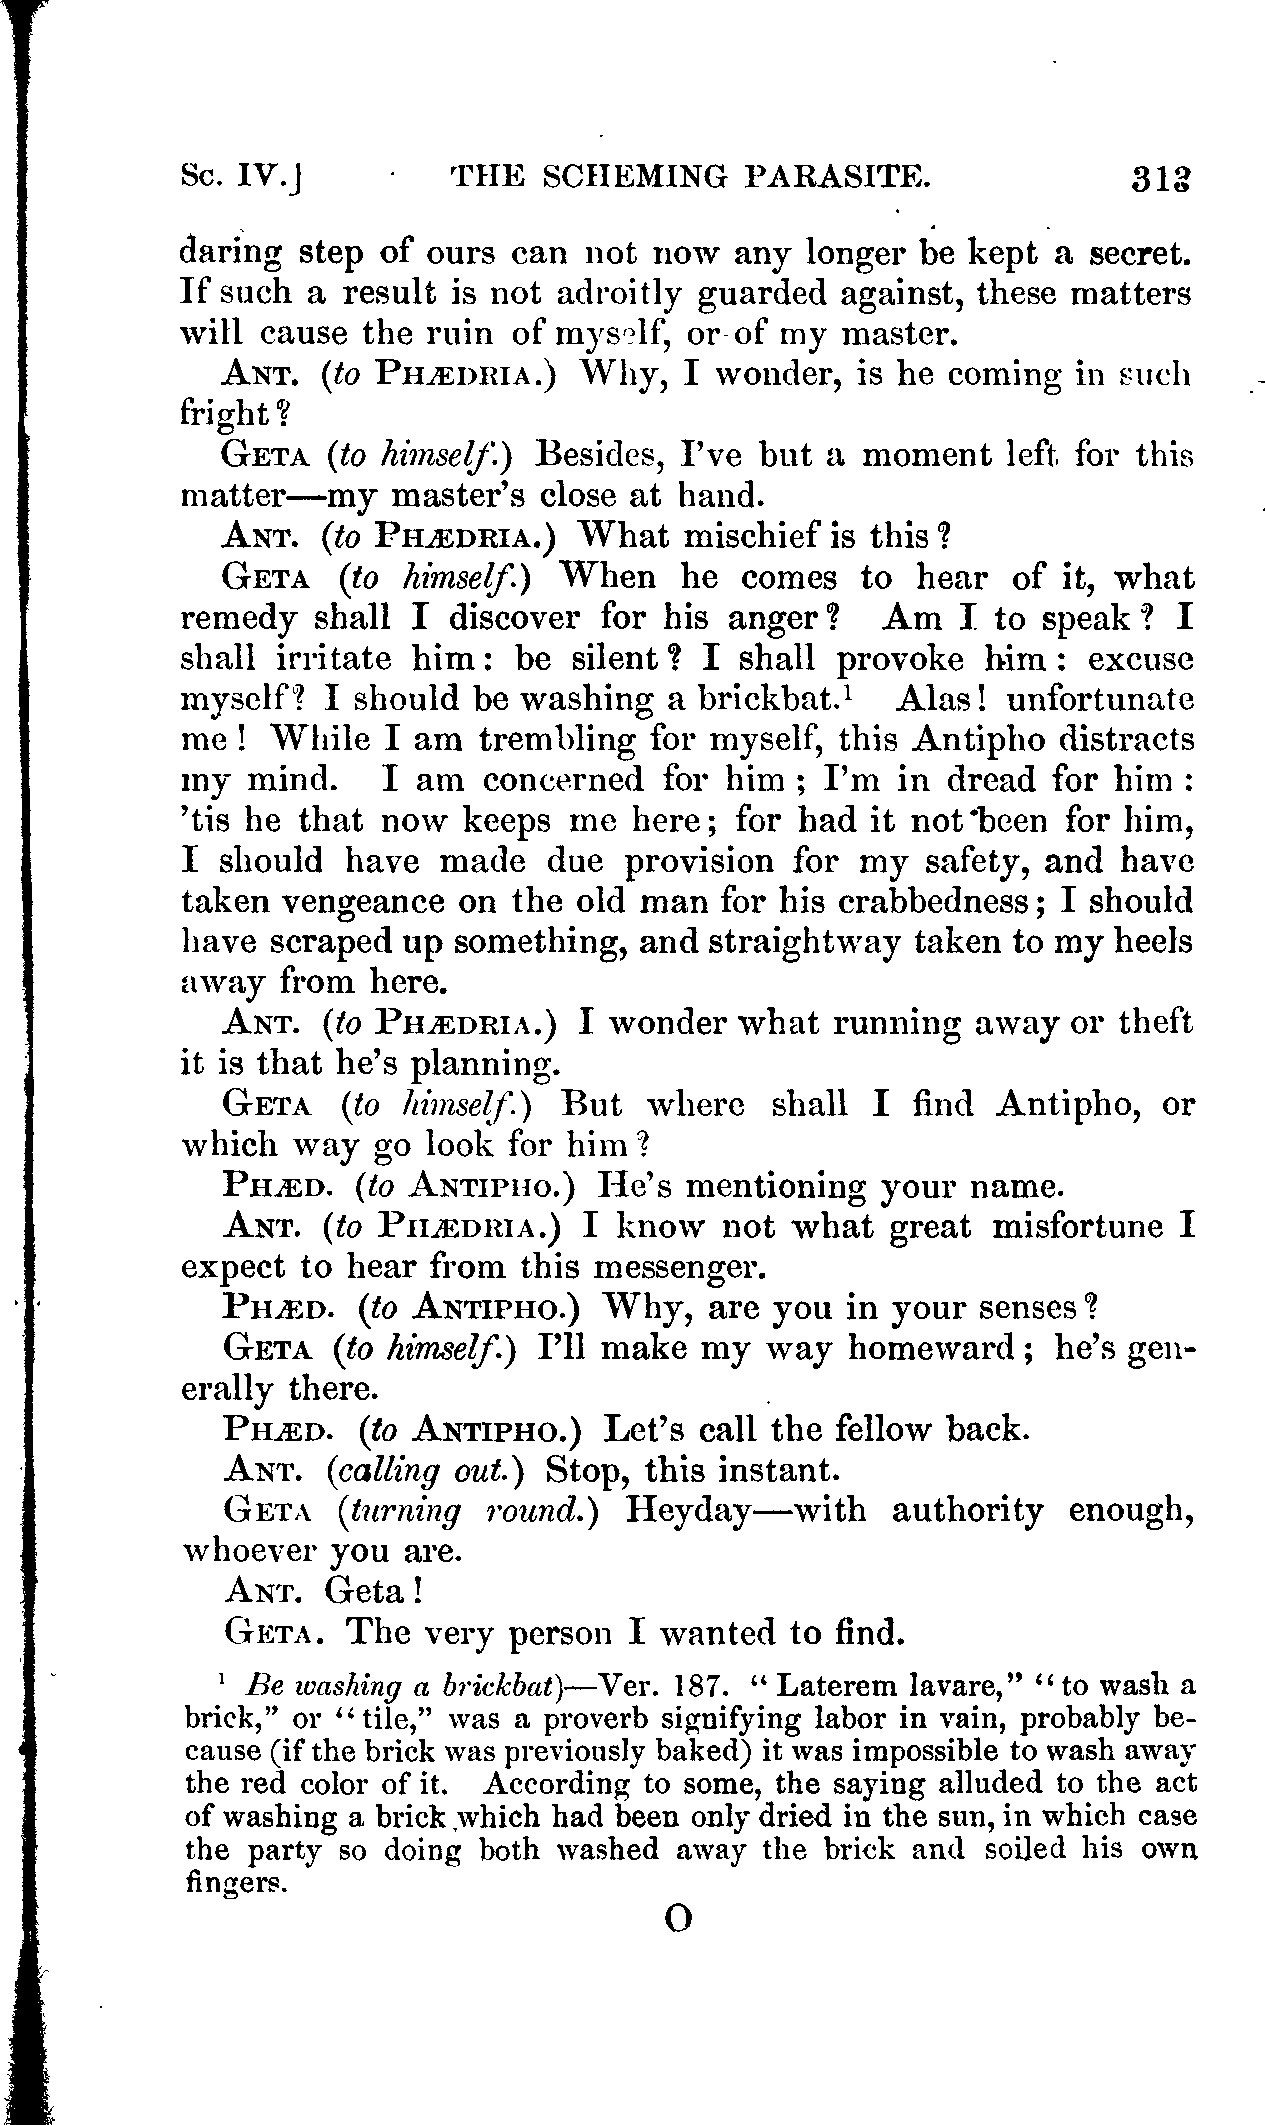 Sc. IV.] THE SCHEMING PARASITE. 313
daring step of ours can not now any longer be kept a secret.
If such a result is not adroitly guarded against, these matters
will cause the ruin of myself, or of my master.
ANT. (to PHÆDRIA.) Why, I wonder, is he coming in such
fright?
GETA (to himself.) Besides, I've but a moment left for this
matter—my master's close at hand.
ANT. (to PHÆDRIA.) What mischief is this?
GETA (to himself.) When he comes to hear of it, what
remedy shall I discover for his anger? Am I to speak? I
shall irritate him: be silent? I shall provoke him: excuse
myself? I should be washing a brickbat.¹ Alas! unfortunate
me! While I am trembling for myself, this Antipho distracts
my mind. I am concerned for him; I'm in dread for him:
'tis he that now keeps me here; for had it not been for him,
I should have made due provision for my safety, and have
taken vengeance on the old man for his crabbedness; I should
have scraped up something, and straightway taken to my heels
away from here.
ANT. (to PHÆDRIA.) I wonder what running away or theft
it is that he's planning.
GETA (to himself.) But where shall I find Antipho, or
which way go look for him?
PHÆD. (to ANTIPHO.) He's mentioning your name.
ANT. (to PHÆDRIA.) I know not what great misfortune I
expect to hear from this messenger.
PHÆD. (to ANTIPHO.) Why, are you in your senses?
GETA (to himself.) I'll make my way homeward; he's gen-
erally there.
PHÆD. (to ANTIPHO.) Let's call the fellow back.
ANT. (calling out.) Stop, this instant.
GETA (turning round.) Heyday—with authority enough,
whoever you are.
ANT. Geta!
GETA. The very person I wanted to find.
¹ Be washing a brickbat)—Ver. 187. "Laterem lavare," "to wash a
brick," or "tile," was a proverb signifying labor in vain, probably be-
cause (if the brick was previously baked) it was impossible to wash away
the red color of it. According to some, the saying alluded to the act
of washing a brick which had been only dried in the sun, in which case
the party so doing both washed away the brick and soiled his own
fingers.
O